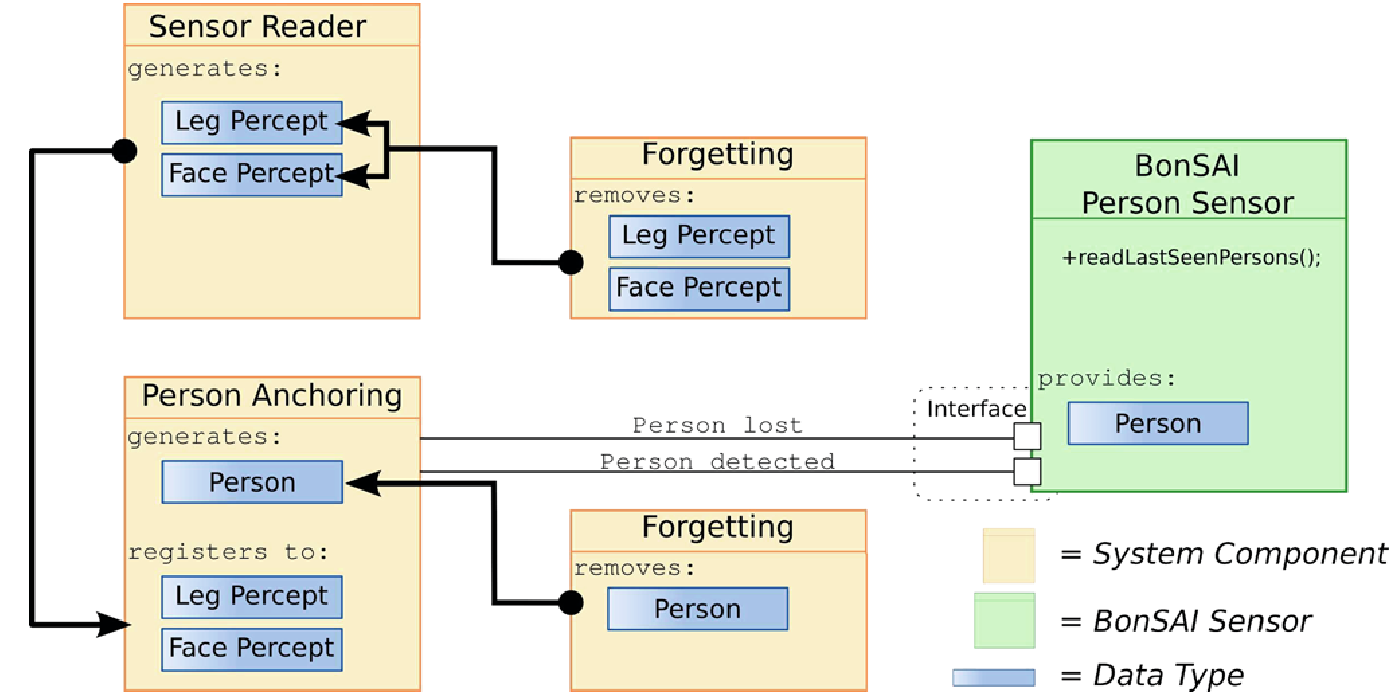 Sensor Reader
generates:
Leg Percept
Face Percept
Forgetting
removes:
Leg Percept
Face Percept
BonSAI
Person Sensor
+readLastSeenPersons();
provides:
Person
Interface
Person Anchoring
generates:
Person
registers to:
Leg Percept
Face Percept
Person lost
Person detected
Forgetting
removes:
Person
= System Component
= BonSAI Sensor
= Data Type